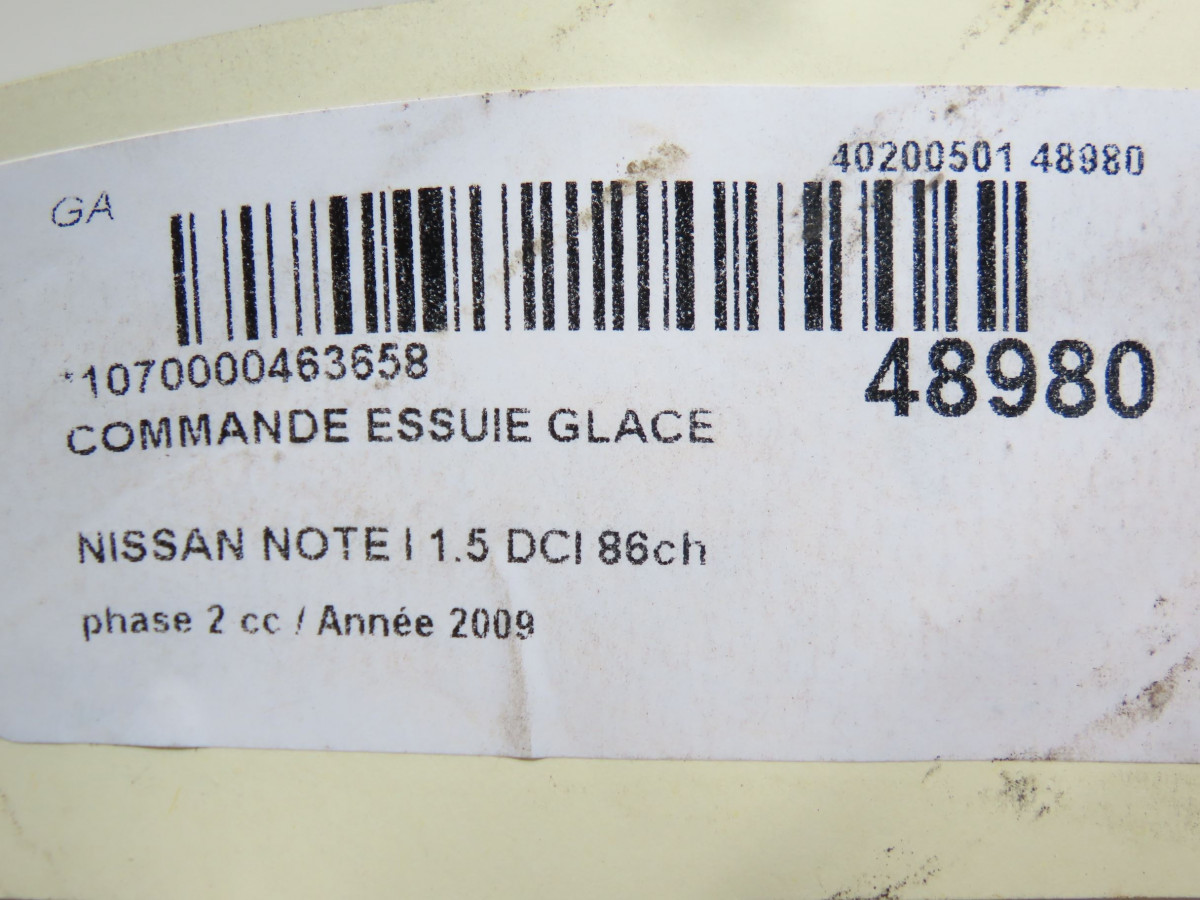 40200501 48980
GA
*1070000463658
48980
COMMANDE ESSUIE GLACE
NISSAN NOTE I 1.5 DCI 86ch
phase 2 cc / Année 2009